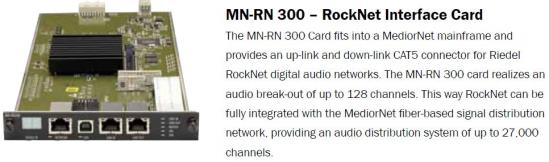 MN-RN 300 – RockNet Interface Card
The MN-RN 300 Card fits into a MediorNet mainframe and
provides an up-link and down-link CAT5 connector for Riedel
RockNet digital audio networks. The MN-RN 300 card realizes an
audio break-out of up to 128 channels. This way RockNet can be
fully integrated with the MediorNet fiber-based signal distribution
network, providing an audio distribution system of up to 27,000
channels.